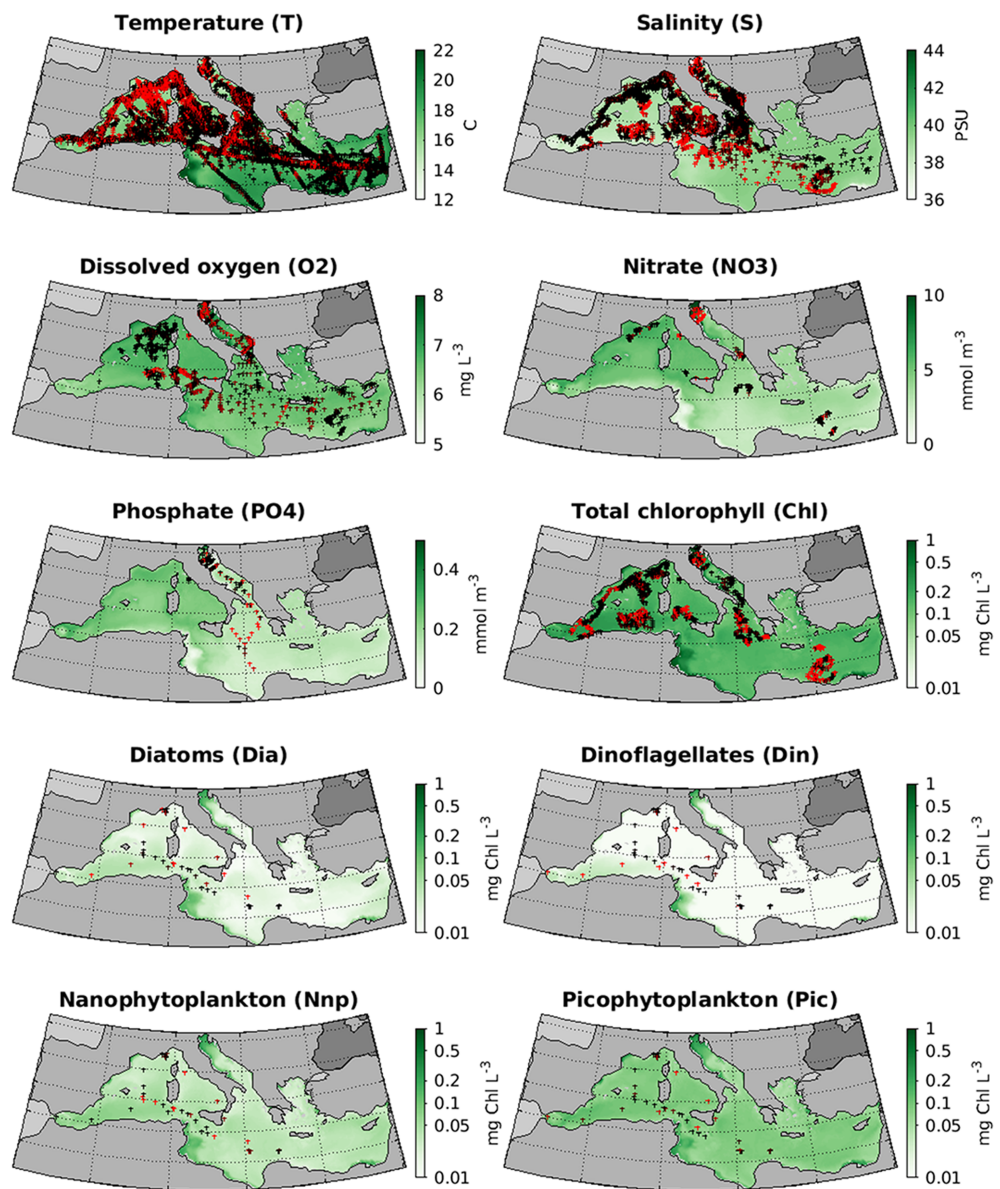 Temperature (T)
22
20
18
16
14
12
C
Salinity (S)
44
42
40
38
36
PSU
Dissolved oxygen (O2)
8
7
6
5
mg L⁻³
Nitrate (NO3)
10
5
0
mmol m⁻³
Phosphate (PO4)
0.4
0.2
0
mmol m⁻³
Total chlorophyll (Chl)
1
0.5
0.2
0.1
0.05
0.01
mg Chl L⁻³
Diatoms (Dia)
1
0.5
0.2
0.1
0.05
0.01
mg Chl L⁻³
Dinoflagellates (Din)
1
0.5
0.2
0.1
0.05
0.01
mg Chl L⁻³
Nanophytoplankton (Nnp)
1
0.5
0.2
0.1
0.05
0.01
mg Chl L⁻³
Picophytoplankton (Pic)
1
0.5
0.2
0.1
0.05
0.01
mg Chl L⁻³